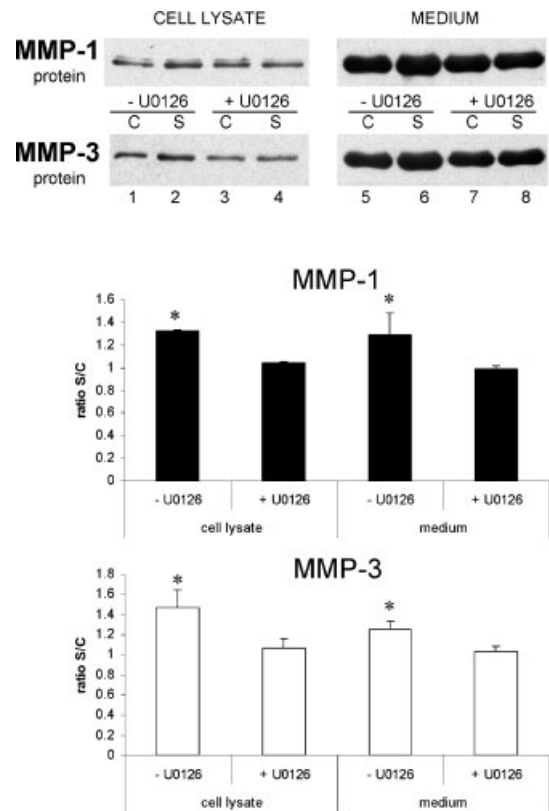 CELL LYSATE MEDIUM
MMP-1
protein
- U0126 + U0126 - U0126 + U0126
C S C S C S C S
MMP-3
protein
1 2 3 4 5 6 7 8
MMP-1
1.6
1.4
1.2
1
0.8
0.6
0.4
0.2
0
ratio S/C
* *
- U0126 + U0126 - U0126 + U0126
cell lysate medium
MMP-3
1.8
1.6
1.4
1.2
1
0.8
0.6
0.4
0.2
0
ratio S/C
* *
- U0126 + U0126 - U0126 + U0126
cell lysate medium